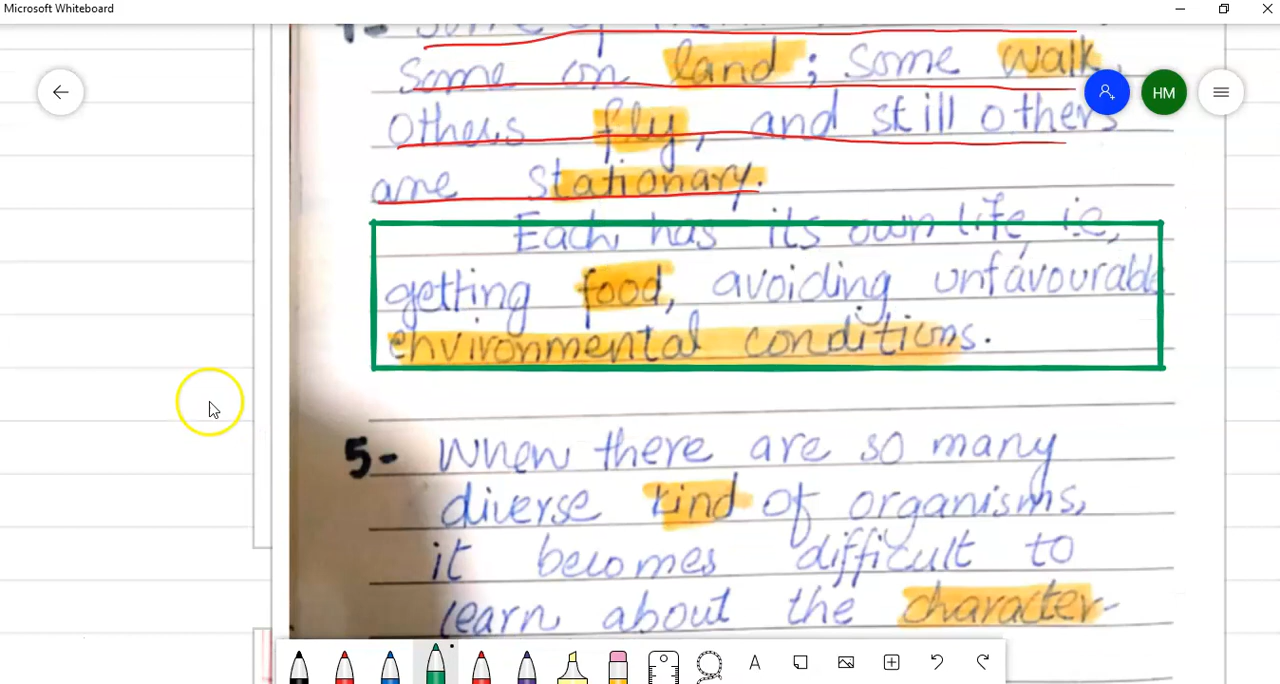 Microsoft Whiteboard
Some on land ; some walk,
HM
others fly, and still others
are stationary.
Each has its own life i.e,
getting food, avoiding unfavourable
environmental conditions.
5- When there are so many
diverse kind of organisms,
it becomes difficult to
learn about the character-
A